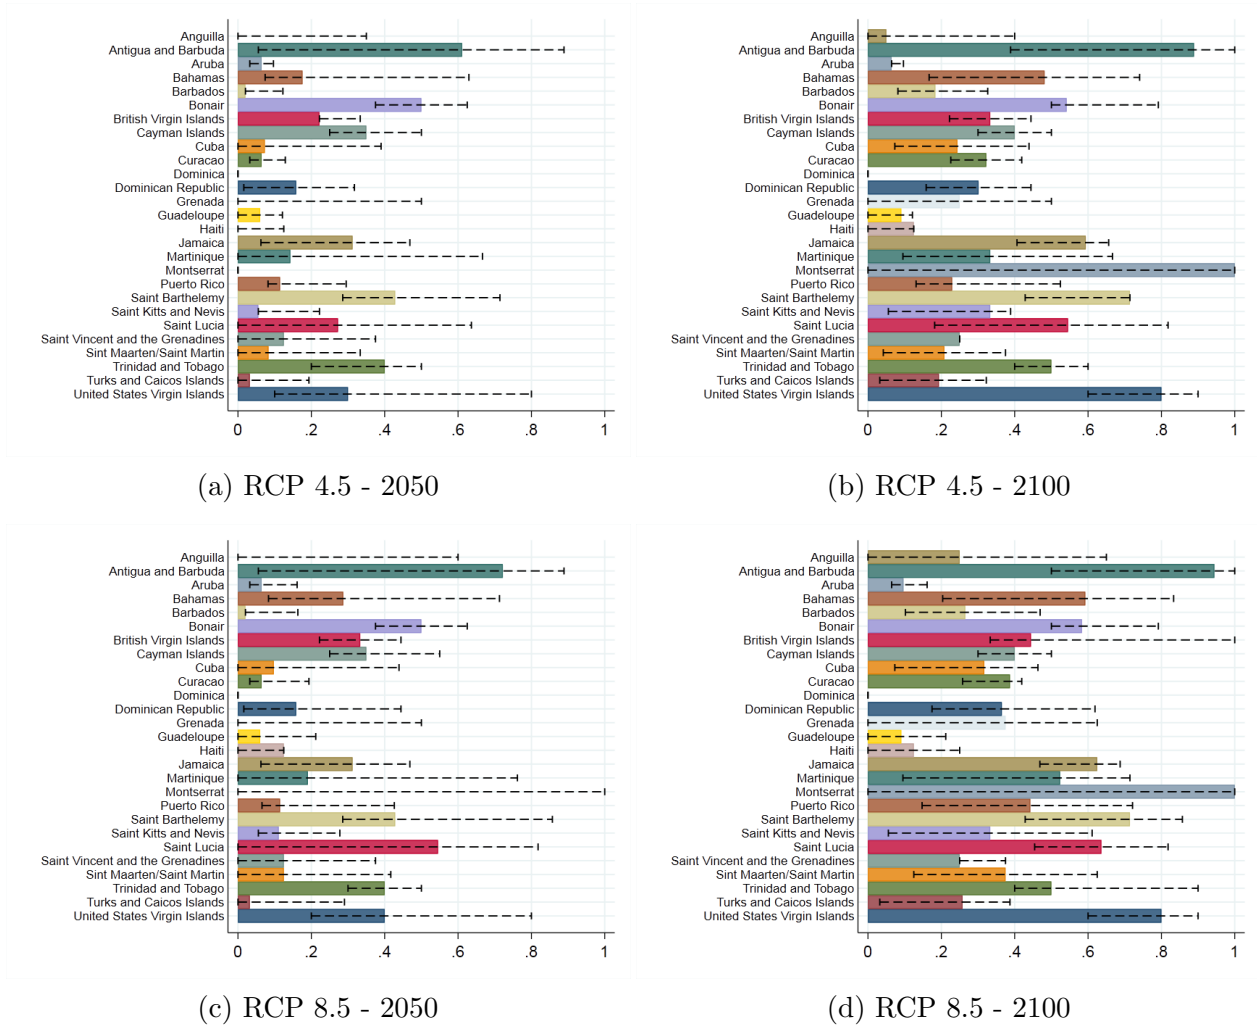 Anguilla
Antigua and Barbuda
Aruba
Bahamas
Barbados
Bonair
British Virgin Islands
Cayman Islands
Cuba
Curacao
Dominica
Dominican Republic
Grenada
Guadeloupe
Haiti
Jamaica
Martinique
Montserrat
Puerto Rico
Saint Barthelemy
Saint Kitts and Nevis
Saint Lucia
Saint Vincent and the Grenadines
Sint Maarten/Saint Martin
Trinidad and Tobago
Turks and Caicos Islands
United States Virgin Islands
0 .2 .4 .6 .8 1
(a) RCP 4.5 - 2050
Anguilla
Antigua and Barbuda
Aruba
Bahamas
Barbados
Bonair
British Virgin Islands
Cayman Islands
Cuba
Curacao
Dominica
Dominican Republic
Grenada
Guadeloupe
Haiti
Jamaica
Martinique
Montserrat
Puerto Rico
Saint Barthelemy
Saint Kitts and Nevis
Saint Lucia
Saint Vincent and the Grenadines
Sint Maarten/Saint Martin
Trinidad and Tobago
Turks and Caicos Islands
United States Virgin Islands
0 .2 .4 .6 .8 1
(b) RCP 4.5 - 2100
Anguilla
Antigua and Barbuda
Aruba
Bahamas
Barbados
Bonair
British Virgin Islands
Cayman Islands
Cuba
Curacao
Dominica
Dominican Republic
Grenada
Guadeloupe
Haiti
Jamaica
Martinique
Montserrat
Puerto Rico
Saint Barthelemy
Saint Kitts and Nevis
Saint Lucia
Saint Vincent and the Grenadines
Sint Maarten/Saint Martin
Trinidad and Tobago
Turks and Caicos Islands
United States Virgin Islands
0 .2 .4 .6 .8 1
(c) RCP 8.5 - 2050
Anguilla
Antigua and Barbuda
Aruba
Bahamas
Barbados
Bonair
British Virgin Islands
Cayman Islands
Cuba
Curacao
Dominica
Dominican Republic
Grenada
Guadeloupe
Haiti
Jamaica
Martinique
Montserrat
Puerto Rico
Saint Barthelemy
Saint Kitts and Nevis
Saint Lucia
Saint Vincent and the Grenadines
Sint Maarten/Saint Martin
Trinidad and Tobago
Turks and Caicos Islands
United States Virgin Islands
0 .2 .4 .6 .8 1
(d) RCP 8.5 - 2100